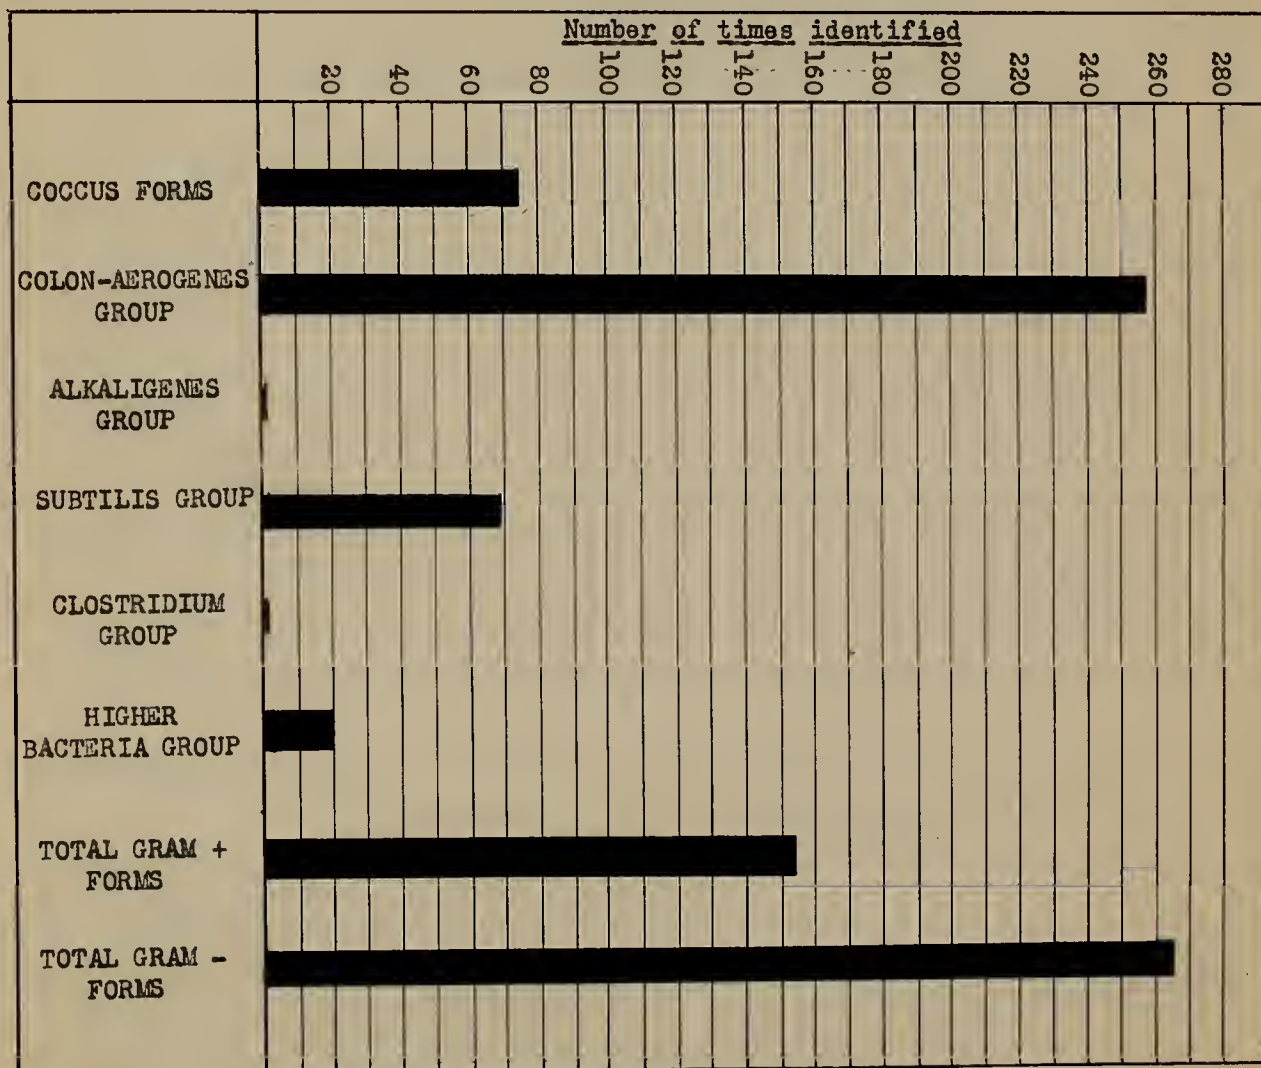 Number of times identified
20 40 60 80 100 120 140 160 180 200 220 240 260 280
COCCUS FORMS
COLON-AEROGENES
GROUP
ALKALIGENES
GROUP
SUBTILIS GROUP
CLOSTRIDIUM
GROUP
HIGHER
BACTERIA GROUP
TOTAL GRAM +
FORMS
TOTAL GRAM -
FORMS